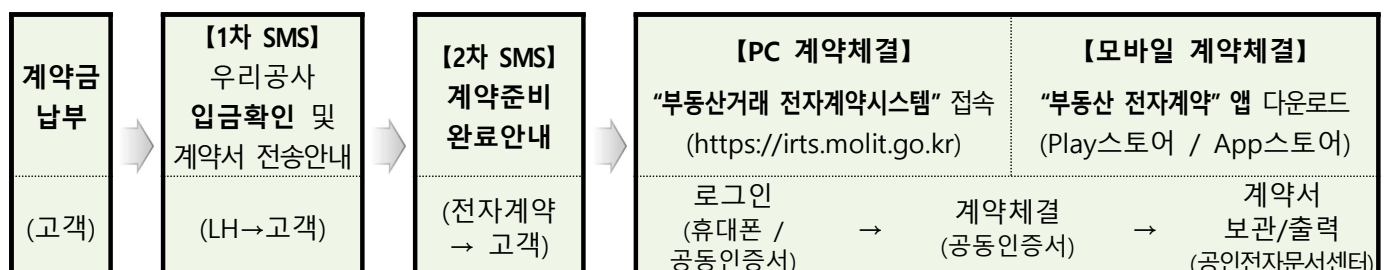 계약금
납부
(고객)
【1차 SMS】
우리공사
입금확인 및
계약서 전송안내
(LH→고객)
【2차 SMS】
계약준비
완료안내
(전자계약
→ 고객)
【PC 계약체결】
“부동산거래 전자계약시스템” 접속
(https://irts.molit.go.kr)
【모바일 계약체결】
“부동산 전자계약” 앱 다운로드
(Play스토어 / App스토어)
로그인
(휴대폰 /
공동인증서)
→
계약체결
(공동인증서)
→
계약서
보관/출력
(공인전자문서센터)